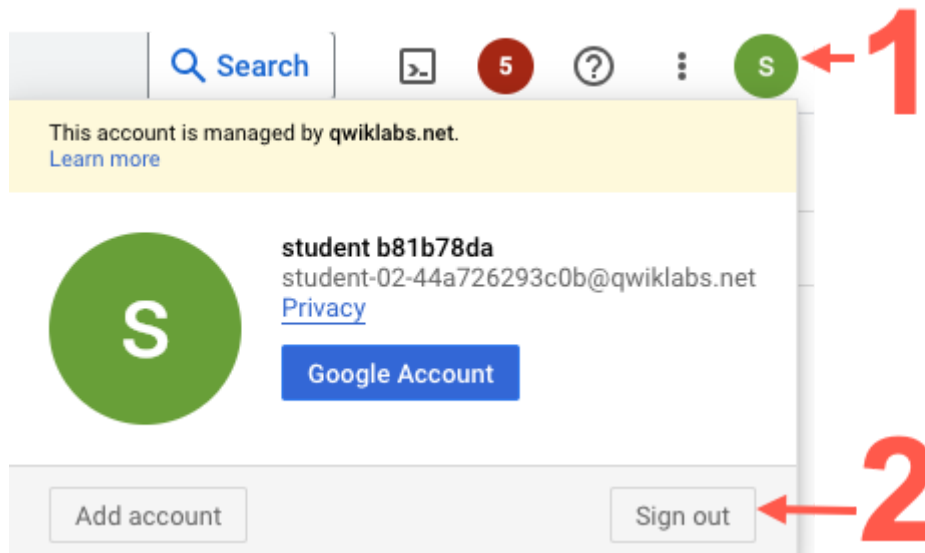 Search
5
S
1
This account is managed by qwiklabs.net.
Learn more
S
student b81b78da
student-02-44a726293c0b@qwiklabs.net
Privacy
Google Account
Add account
Sign out
2